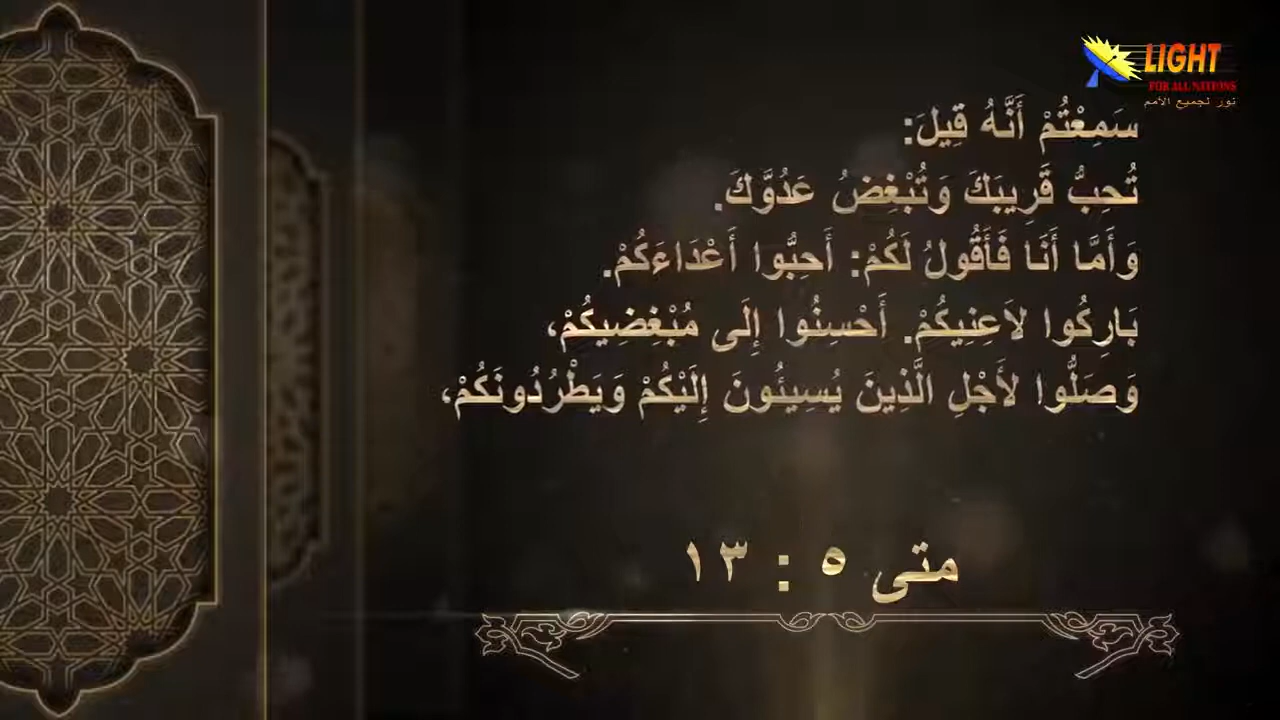 LIGHT
FOR ALL NATIONS
نور لجميع الأمم
سَمِعْتُمْ أَنَّهُ قِيلَ:
تُحِبُّ قَرِيبَكَ وَتُبْغِضُ عَدُوَّكَ.
وَأَمَّا أَنَا فَأَقُولُ لَكُمْ: أَحِبُّوا أَعْدَاءَكُمْ.
بَارِكُوا لاَعِنِيكُمْ. أَحْسِنُوا إِلَى مُبْغِضِيكُمْ،
وَصَلُّوا لأَجْلِ الَّذِينَ يُسِيئُونَ إِلَيْكُمْ وَيَطْرُدُونَكُمْ،
متى ٥ : ١٣